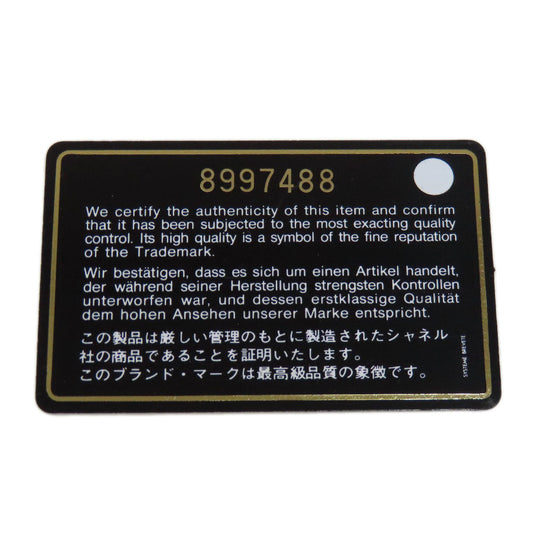 8997488
We certify the authenticity of this item and confirm
that it has been subjected to the most exacting quality
control. Its high quality is a symbol of the fine reputation
of the Trademark.
Wir bestätigen, dass es sich um einen Artikel handelt,
der während seiner Herstellung strengsten Kontrollen
unterworfen war, und dessen erstklassige Qualität
dem hohen Ansehen unserer Marke entspricht.
この製品は厳しい管理のもとに製造されたシャネル
社の商品であることを証明いたします。
このブランド・マークは最高級品質の象徴です。
SYSTEME BREVETE